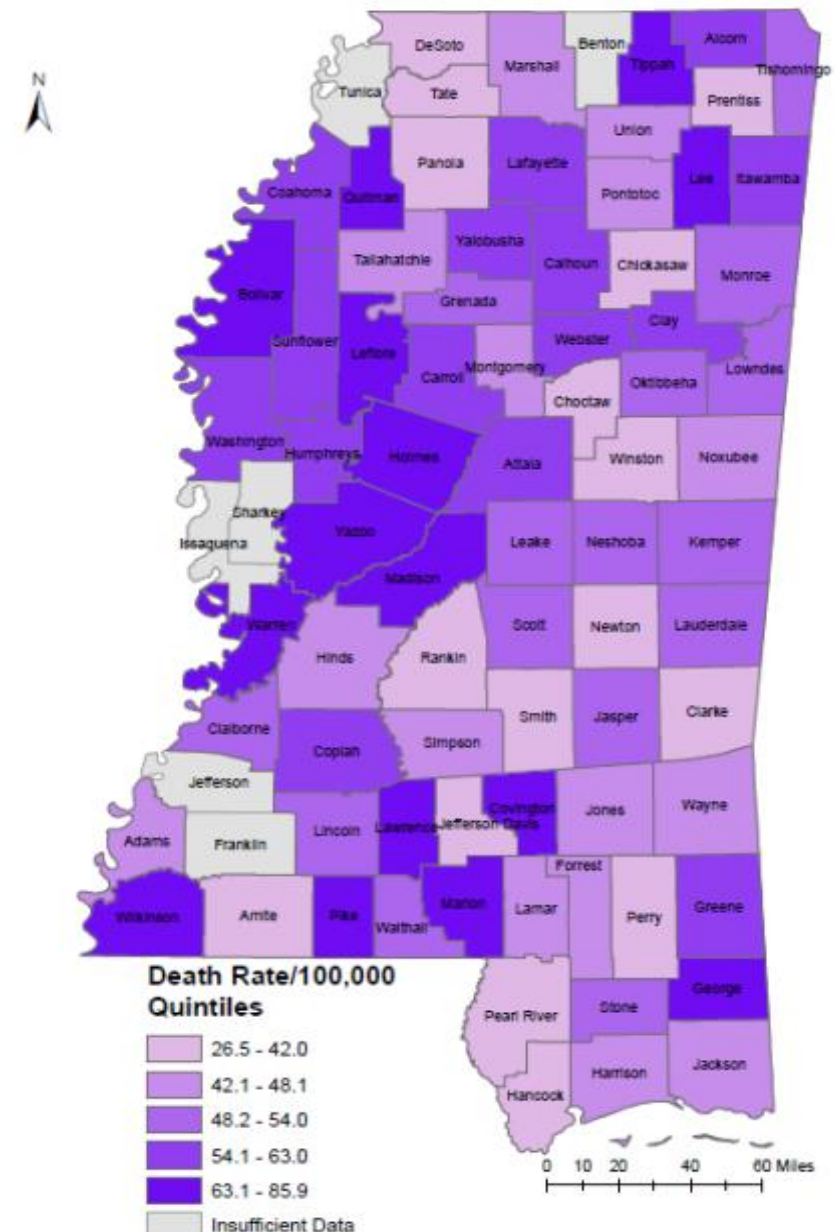 N
DeSoto
Benton
Alcorn
Marshall
Tippah
Tishomingo
Tunica
Tate
Prentiss
Union
Panola
Lafayette
Lee
Itawamba
Coahoma
Quitman
Pontotoc
Yalobusha
Tallahatchie
Calhoun
Chickasaw
Monroe
Bolivar
Grenada
Clay
Sunflower
Webster
Leflore
Montgomery
Lowndes
Carroll
Oktibbeha
Choctaw
Washington
Humphreys
Holmes
Attala
Winston
Noxubee
Sharkey
Yazoo
Issaquena
Leake
Neshoba
Kemper
Madison
Warren
Scott
Newton
Lauderdale
Hinds
Rankin
Smith
Jasper
Clarke
Claiborne
Simpson
Copiah
Jefferson
Covington
Jones
Wayne
Lincoln
Lawrence
Jefferson Davis
Adams
Franklin
Forrest
Marion
Lamar
Greene
Wilkinson
Amite
Pike
Perry
Walthall
Death Rate/100,000
Quintiles
George
Stone
Pearl River
26.5 - 42.0
42.1 - 48.1
48.2 - 54.0
54.1 - 63.0
63.1 - 85.9
Insufficient Data
Jackson
Harrison
Hancock
0 10 20 40 60 Miles